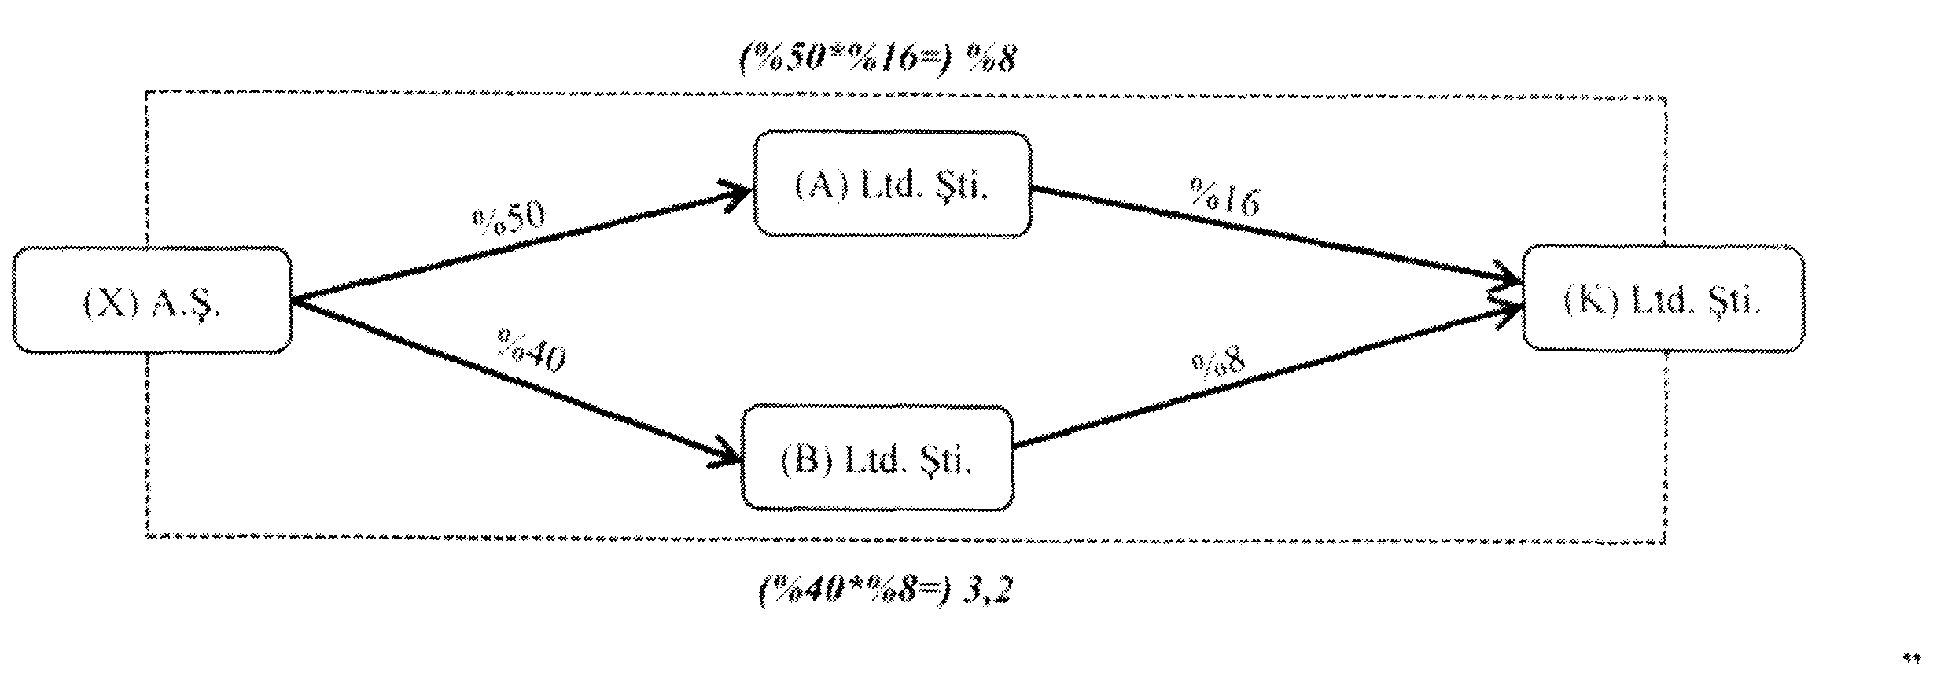 (%50*%16=) %8
(A) Ltd. Şti.
%50
%16
(X) A.Ş.
(K) Ltd. Şti.
%40
%8
(B) Ltd. Şti.
(%40*%8=) 3,2
”